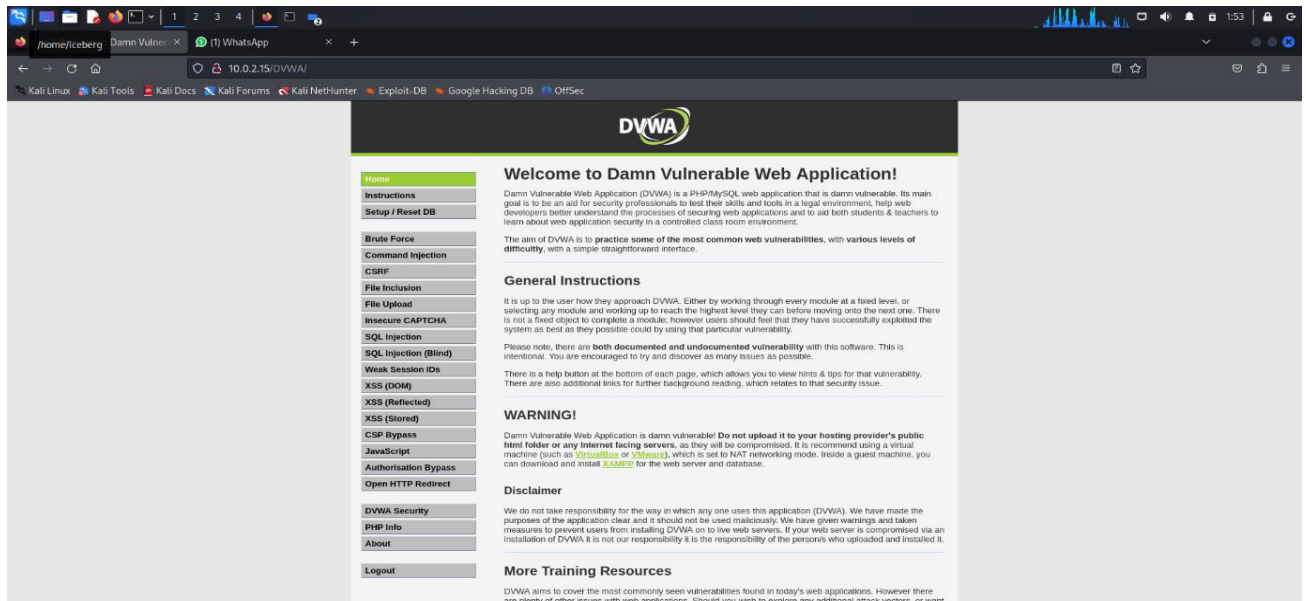 1 2 3 4
2
1:53
/home/iceberg
Damn Vulner
(1) WhatsApp
10.0.2.15/DVWA/
Kali Linux Kali Tools Kali Docs Kali Forums Kali NetHunter Exploit-DB Google Hacking DB OffSec
DVWA
Home
Instructions
Setup / Reset DB
Brute Force
Command Injection
CSRF
File Inclusion
File Upload
Insecure CAPTCHA
SQL Injection
SQL Injection (Blind)
Weak Session IDs
XSS (DOM)
XSS (Reflected)
XSS (Stored)
CSP Bypass
JavaScript
Authorisation Bypass
Open HTTP Redirect
DVWA Security
PHP Info
About
Logout
Welcome to Damn Vulnerable Web Application!
Damn Vulnerable Web Application (DVWA) is a PHP/MySQL web application that is damn vulnerable. Its main
goal is to be an aid for security professionals to test their skills and tools in a legal environment, help web
developers better understand the processes of securing web applications and to aid both students & teachers to
learn about web application security in a controlled class room environment.
The aim of DVWA is to practice some of the most common web vulnerabilities, with various levels of
difficultly, with a simple straightforward interface.
General Instructions
It is up to the user how they approach DVWA. Either by working through every module at a fixed level, or
selecting any module and working up to reach the highest level they can before moving onto the next one. There
is not a fixed object to complete a module; however users should feel that they have successfully exploited the
system as best as they possible could by using that particular vulnerability.
Please note, there are both documented and undocumented vulnerability with this software. This is
intentional. You are encouraged to try and discover as many issues as possible.
There is a help button at the bottom of each page, which allows you to view hints & tips for that vulnerability.
There are also additional links for further background reading, which relates to that security issue.
WARNING!
Damn Vulnerable Web Application is damn vulnerable! Do not upload it to your hosting provider's public
html folder or any Internet facing servers, as they will be compromised. It is recommend using a virtual
machine (such as VirtualBox or VMware), which is set to NAT networking mode. Inside a guest machine, you
can download and install XAMPP for the web server and database.
Disclaimer
We do not take responsibility for the way in which any one uses this application (DVWA). We have made the
purposes of the application clear and it should not be used maliciously. We have given warnings and taken
measures to prevent users from installing DVWA on to live web servers. If your web server is compromised via an
installation of DVWA it is not our responsibility it is the responsibility of the person/s who uploaded and installed it.
More Training Resources
DVWA aims to cover the most commonly seen vulnerabilities found in today's web applications. However there
are plenty of other issues with web applications. Should you wish to explore any additional attack vectors, or want